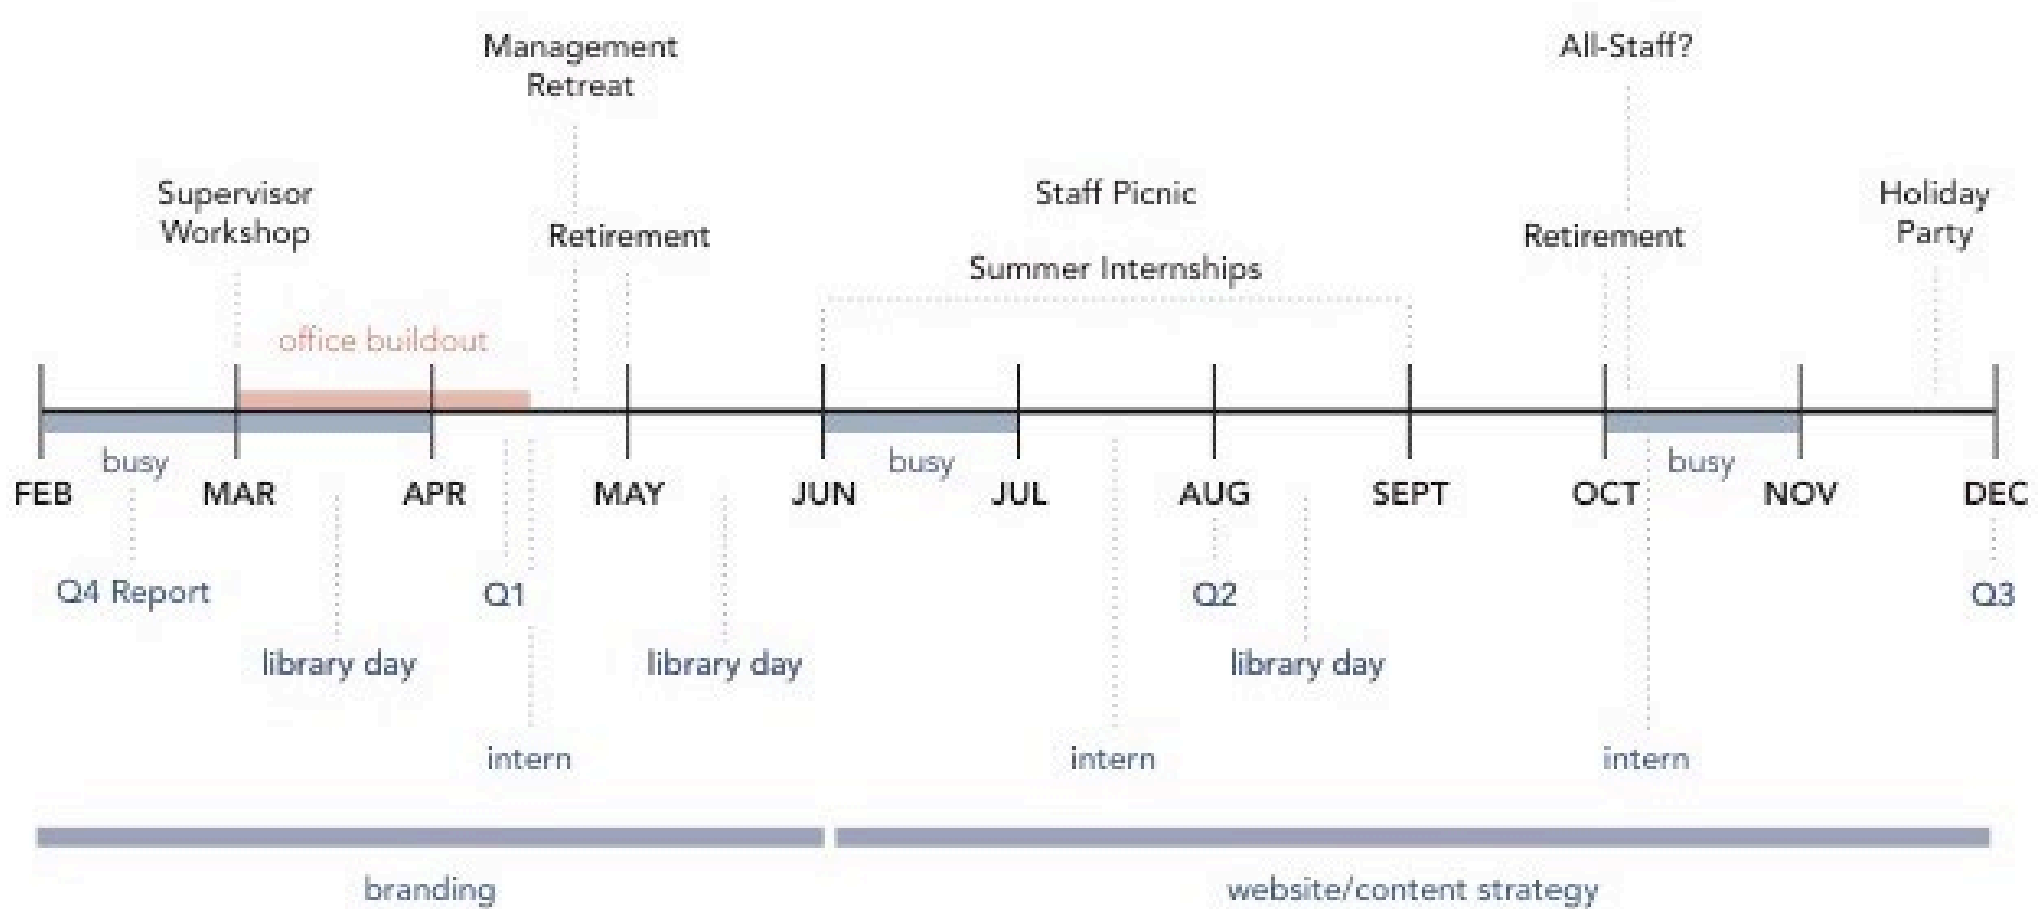 Management
Retreat
All-Staff?
Supervisor
Workshop
Staff Picnic
Holiday
Party
Retirement
Retirement
Summer Internships
office buildout
busy
busy
busy
FEB
MAR
APR
MAY
JUN
JUL
AUG
SEPT
OCT
NOV
DEC
Q4 Report
Q1
Q2
Q3
library day
library day
library day
intern
intern
intern
branding
website/content strategy